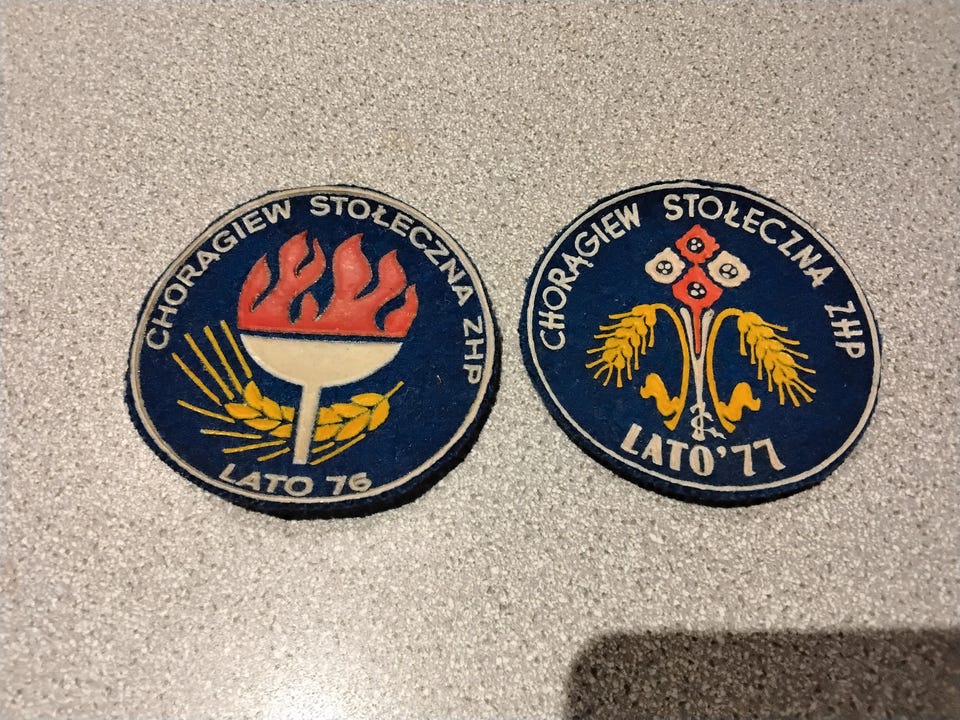 CHORĄGIEW STOŁECZNA ZHP
LATO 76
CHORĄGIEW STOŁECZNA ZHP
LATO'77